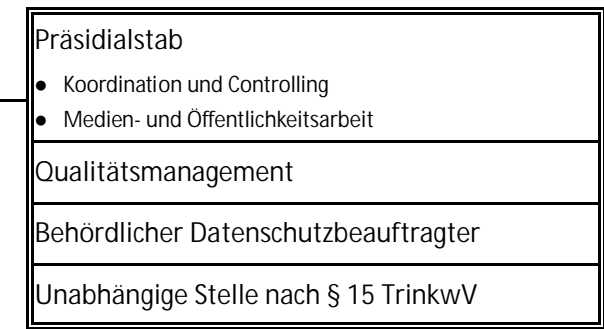 Präsidialstab
● Koordination und Controlling
● Medien- und Öffentlichkeitsarbeit
Qualitätsmanagement
Behördlicher Datenschutzbeauftragter
Unabhängige Stelle nach § 15 TrinkwV